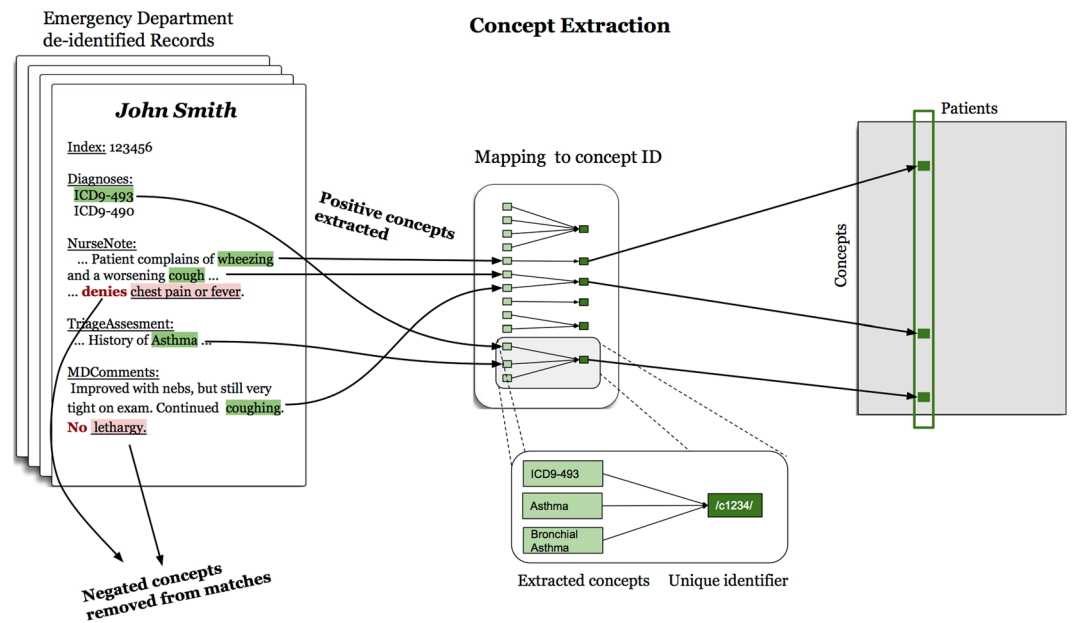 Emergency Department
de-identified Records
Concept Extraction
John Smith
Index: 123456
Diagnoses:
ICD9-493
ICD9-490
NurseNote:
... Patient complains of wheezing
and a worsening cough ...
... denies chest pain or fever.
TriageAssesment:
... History of Asthma ...
MDComments:
Improved with nebs, but still very
tight on exam. Continued coughing.
No lethargy.
Negated concepts
removed from matches
Positive concepts
extracted
Mapping to concept ID
Patients
Concepts
ICD9-493
Asthma
Bronchial
Asthma
/c1234/
Extracted concepts
Unique identifier